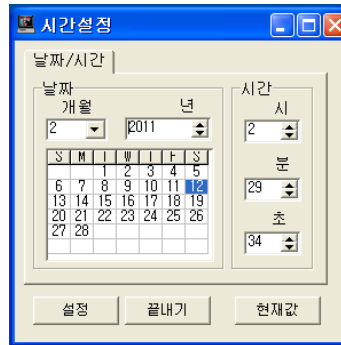 시간설정
날짜/시간
날짜
개월 년
2 2011
S M T W T F S
1 2 3 4 5
6 7 8 9 10 11 12
13 14 15 16 17 18 19
20 21 22 23 24 25 26
27 28
시간
시
2
분
29
초
34
설정 끝내기 현재값